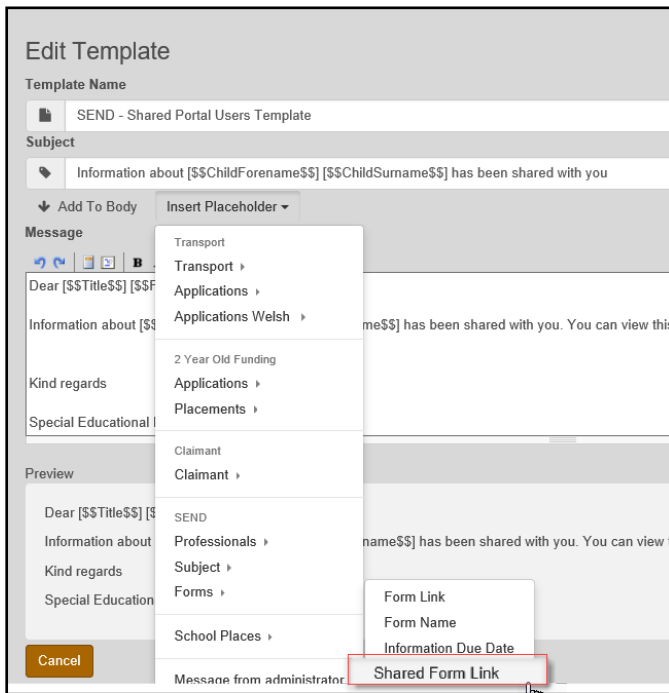 Edit Template
Template Name
SEND - Shared Portal Users Template
Subject
Information about [$$ChildForename$$] [$$ChildSurname$$] has been shared with you
Add To Body Insert Placeholder
Message
B
Dear [$$Title$$] [$$F
Information about [$$ me$$] has been shared with you. You can view this
Kind regards
Special Educational
Transport
Transport
Applications
Applications Welsh
2 Year Old Funding
Applications
Placements
Claimant
Claimant
SEND
Professionals
Subject
Forms
School Places
Message from administrator
Form Link
Form Name
Information Due Date
Shared Form Link
Preview
Dear [$$Title$$] [$
Information about name$$] has been shared with you. You can view
Kind regards
Special Education
Cancel